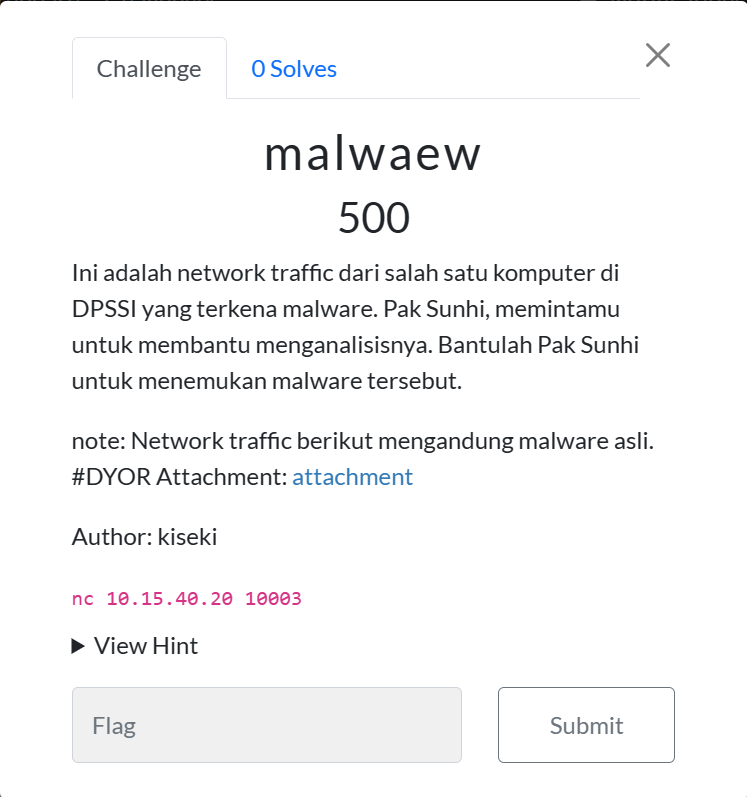 Challenge
0 Solves
malwaew
500
Ini adalah network traffic dari salah satu komputer di
DPSSI yang terkena malware. Pak Sunhi, memintamu
untuk membantu menganalisisnya. Bantulah Pak Sunhi
untuk menemukan malware tersebut.
note: Network traffic berikut mengandung malware asli.
#DYOR Attachment: attachment
Author: kiseki
nc 10.15.40.20 10003
View Hint
Flag
Submit